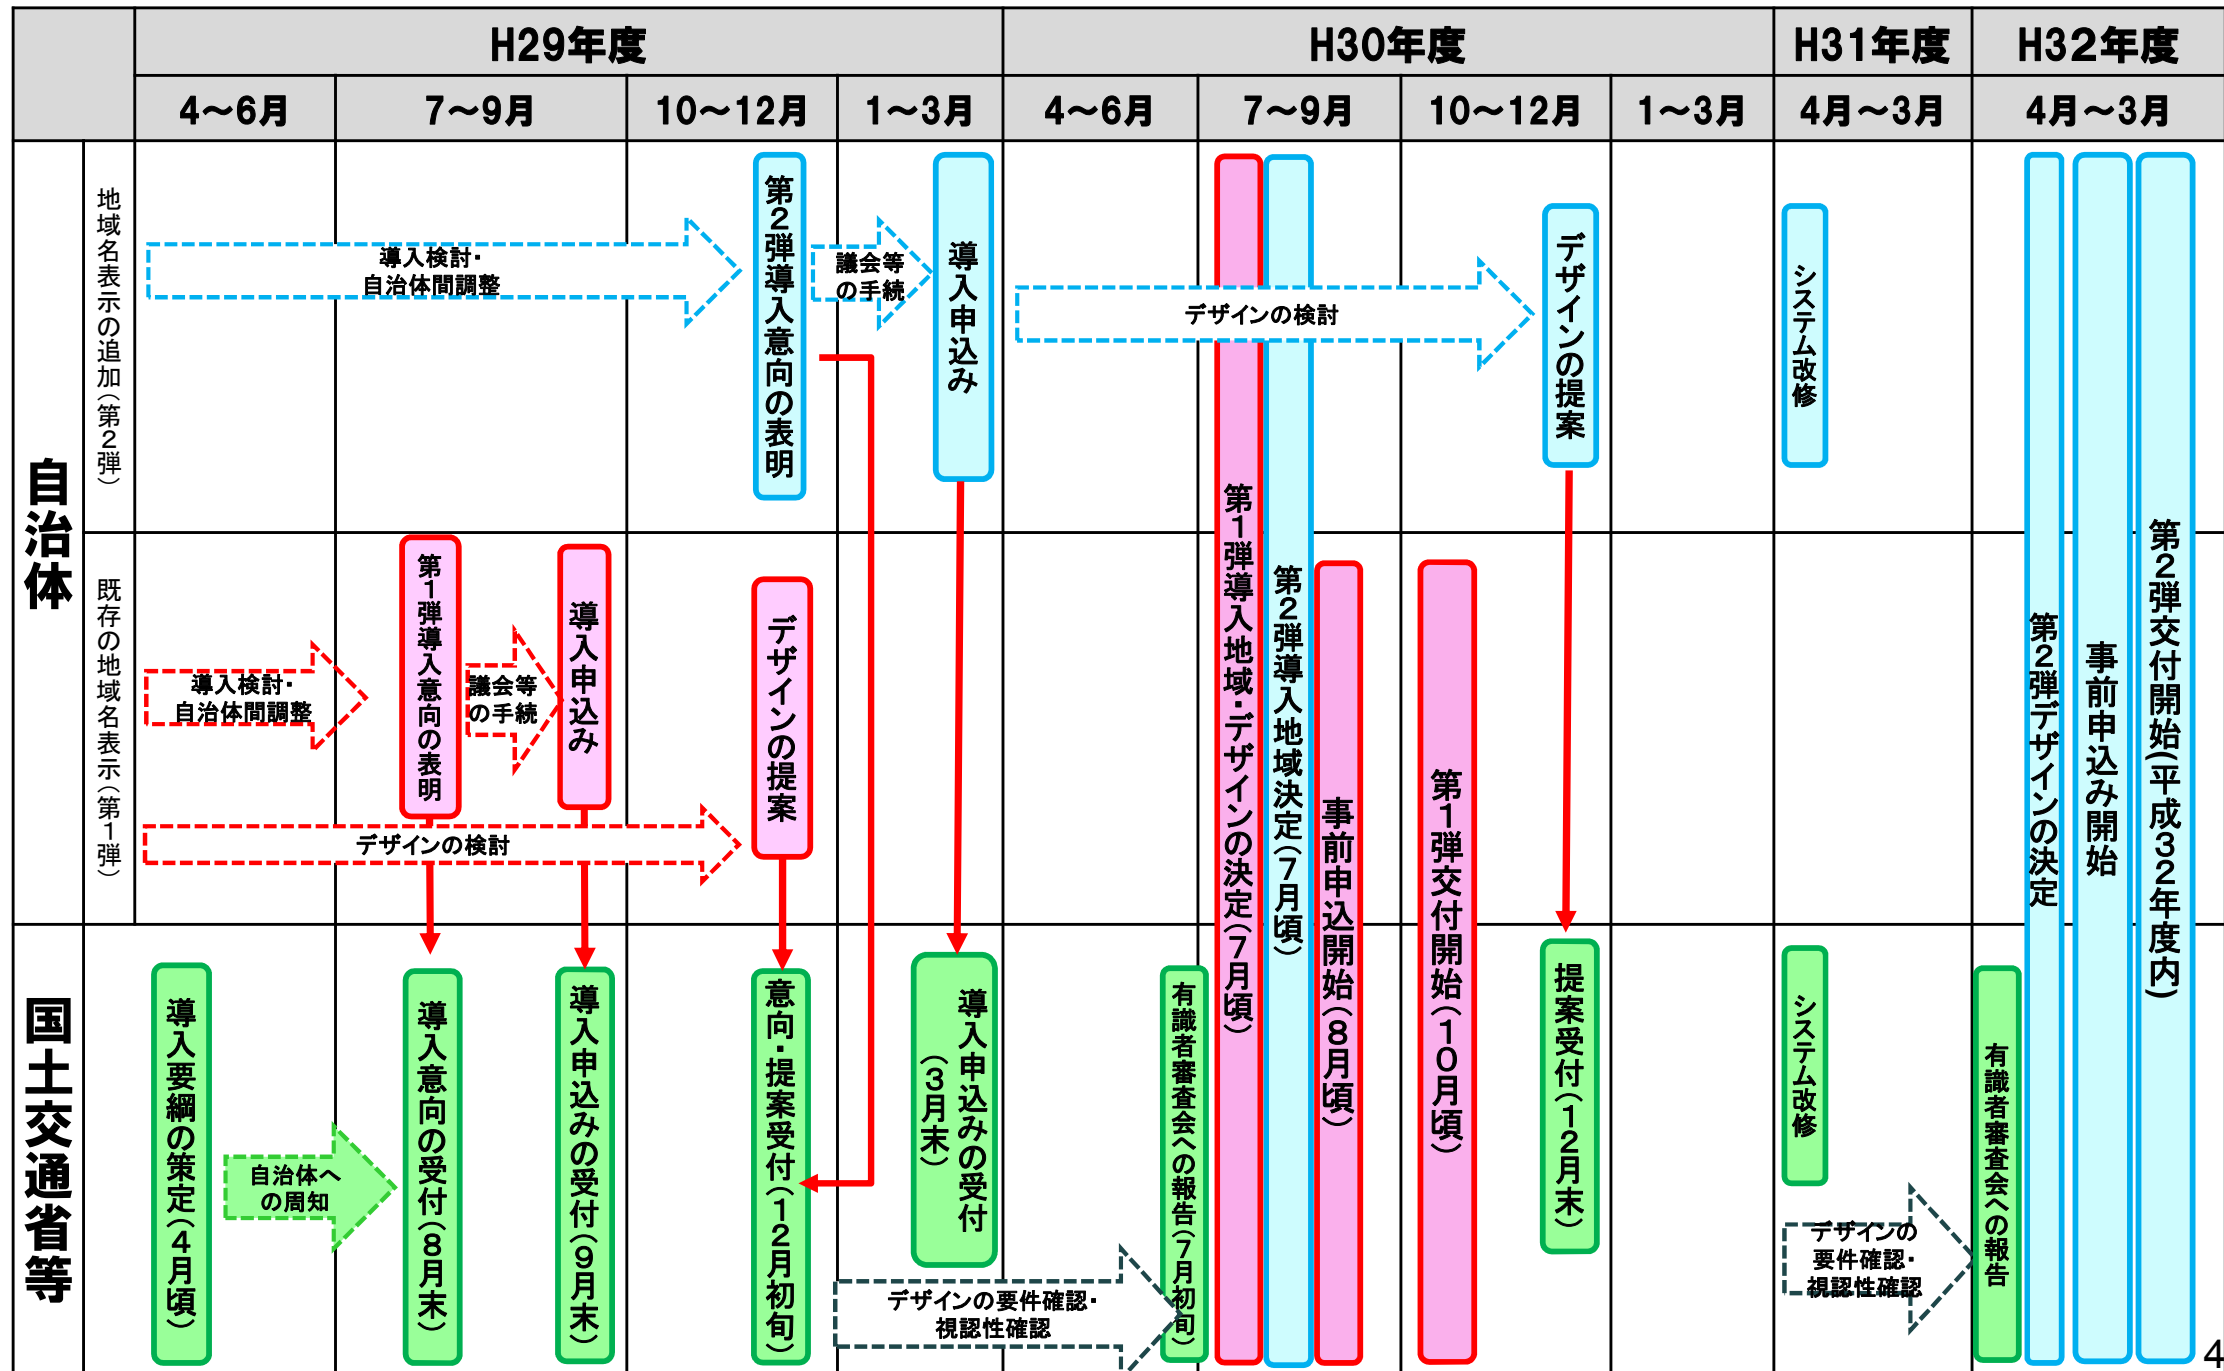 H29年度
H30年度
H31年度
H32年度
4～6月
7～9月
10～12月
1～3月
4～6月
7～9月
10～12月
1～3月
4月～3月
4月～3月
自治体
地域名表示の追加（第２弾）
導入検討・
自治体間調整
第２弾導入意向の表明
議会等
の手続
導入申込み
デザインの検討
デザインの提案
システム改修
既存の地域名表示（第１弾）
導入検討・
自治体間調整
第１弾導入意向の表明
議会等
の手続
導入申込み
デザインの検討
デザインの提案
第１弾導入地域・デザインの決定（７月頃）
第２弾導入地域決定（７月頃）
事前申込開始（８月頃）
第１弾交付開始（１０月頃）
第２弾デザインの決定
事前申込み開始
第２弾交付開始（平成３２年度内）
国土交通省等
導入要綱の策定（４月頃）
自治体へ
の周知
導入意向の受付（８月末）
導入申込みの受付（９月末）
意向・提案受付（１２月初旬）
導入申込みの受付
（３月末）
デザインの要件確認・
視認性確認
有識者審査会への報告（７月初旬）
提案受付（１２月末）
システム改修
デザインの
要件確認・
視認性確認
有識者審査会への報告
4